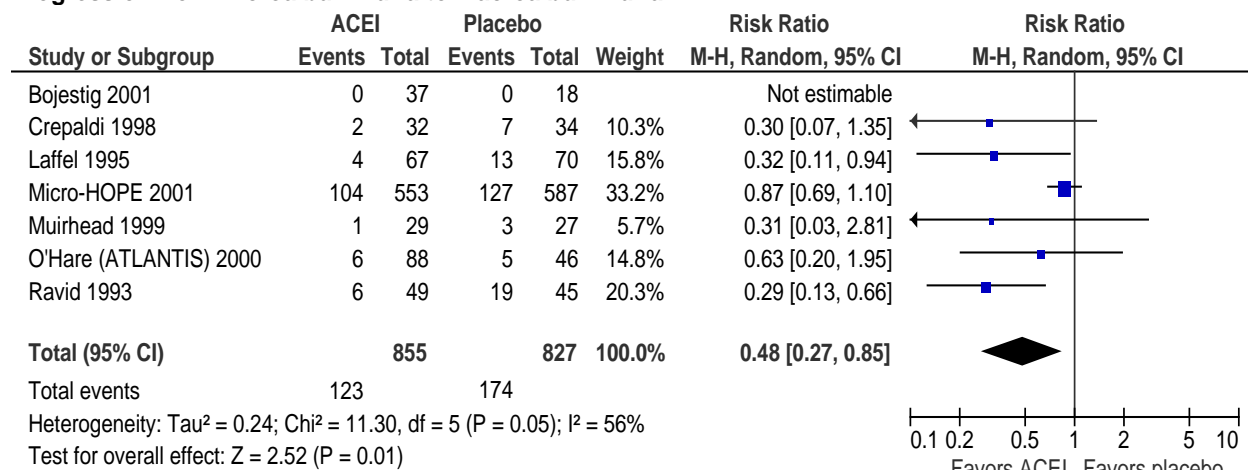 ACEI Placebo Risk Ratio Risk Ratio
Study or Subgroup Events Total Events Total Weight M-H, Random, 95% CI M-H, Random, 95% CI
Bojestig 2001 0 37 0 18 Not estimable
Crepaldi 1998 2 32 7 34 10.3% 0.30 [0.07, 1.35]
Laffel 1995 4 67 13 70 15.8% 0.32 [0.11, 0.94]
Micro-HOPE 2001 104 553 127 587 33.2% 0.87 [0.69, 1.10]
Muirhead 1999 1 29 3 27 5.7% 0.31 [0.03, 2.81]
O'Hare (ATLANTIS) 2000 6 88 5 46 14.8% 0.63 [0.20, 1.95]
Ravid 1993 6 49 19 45 20.3% 0.29 [0.13, 0.66]
Total (95% CI) 855 827 100.0% 0.48 [0.27, 0.85]
Total events 123 174
Heterogeneity: Tau² = 0.24; Chi² = 11.30, df = 5 (P = 0.05); I² = 56%
Test for overall effect: Z = 2.52 (P = 0.01)
0.1 0.2 0.5 1 2 5 10
Favors ACEI Favors placebo